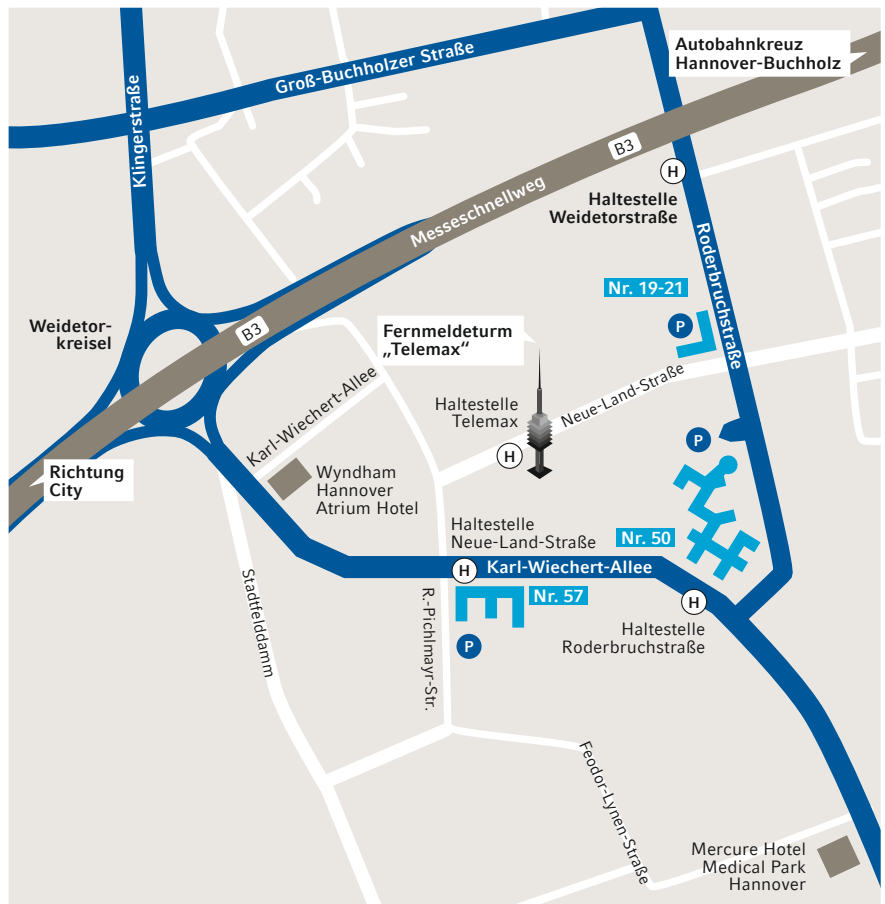 Autobahnkreuz
Hannover-Buchholz
Groß-Buchholzer Straße
Klingerstraße
B3
H
Messeschnellweg
Haltestelle
Weidetorstraße
Roderbruchstraße
Nr. 19-21
P
Weidetor-
kreisel
B3
Fernmeldeturm
„Telemax“
Karl-Wiechert-Allee
Neue-Land-Straße
Haltestelle
Telemax
H
P
Richtung
City
Wyndham
Hannover
Atrium Hotel
Haltestelle
Neue-Land-Straße
Nr. 50
H
Karl-Wiechert-Allee
Nr. 57
H
Stadtfelddamm
R.-Pichlmayr-Str.
P
Haltestelle
Roderbruchstraße
Feodor-Lynen-Straße
Mercure Hotel
Medical Park
Hannover